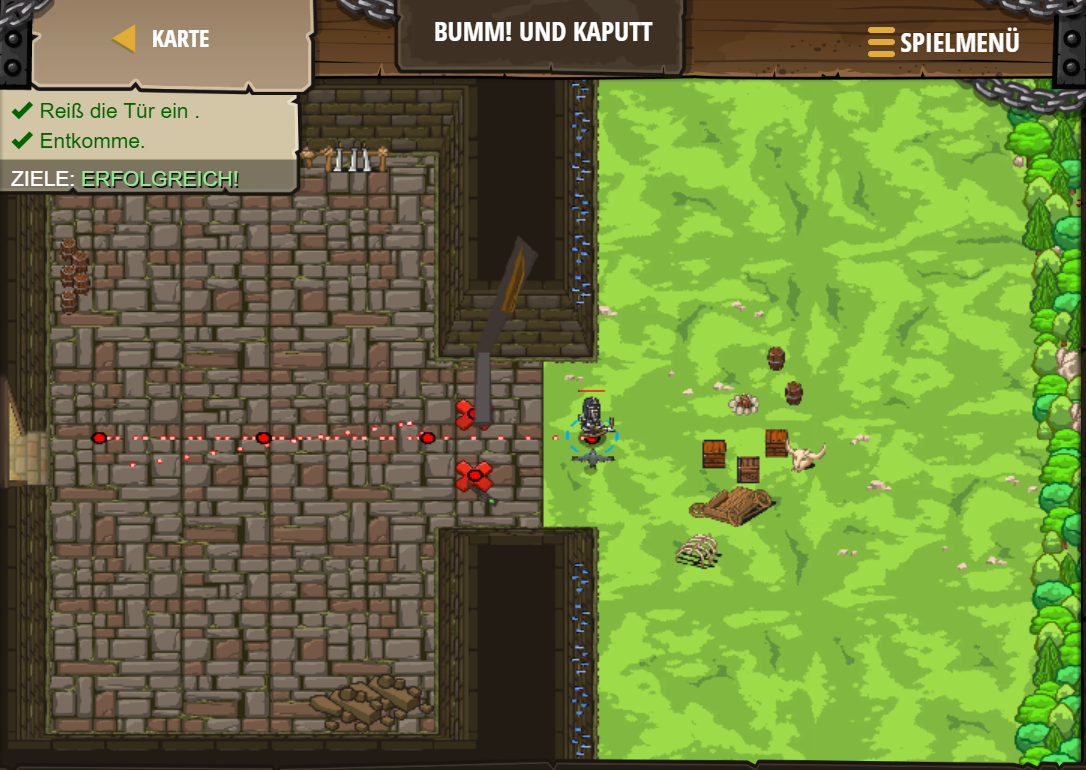 KARTE
BUMM! UND KAPUTT
SPIELMENÜ
Reiß die Tür ein .
Entkomme.
ZIELE: ERFOLGREICH!